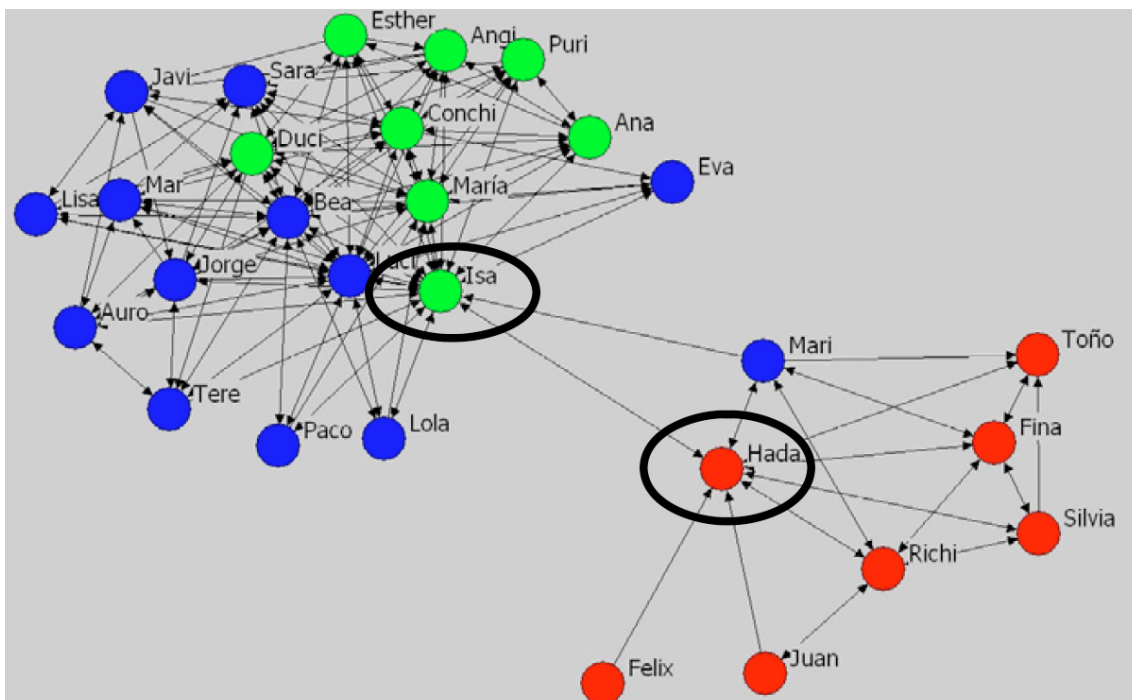 Esther
Angi
Puri
Javi
Sara
Conchi
Ana
Duci
Eva
Mar
María
Lisa
Bea
Jorge
Isa
Auro
Mari
Toño
Tere
Fina
Paco
Lola
Hada
Silvia
Richi
Felix
Juan